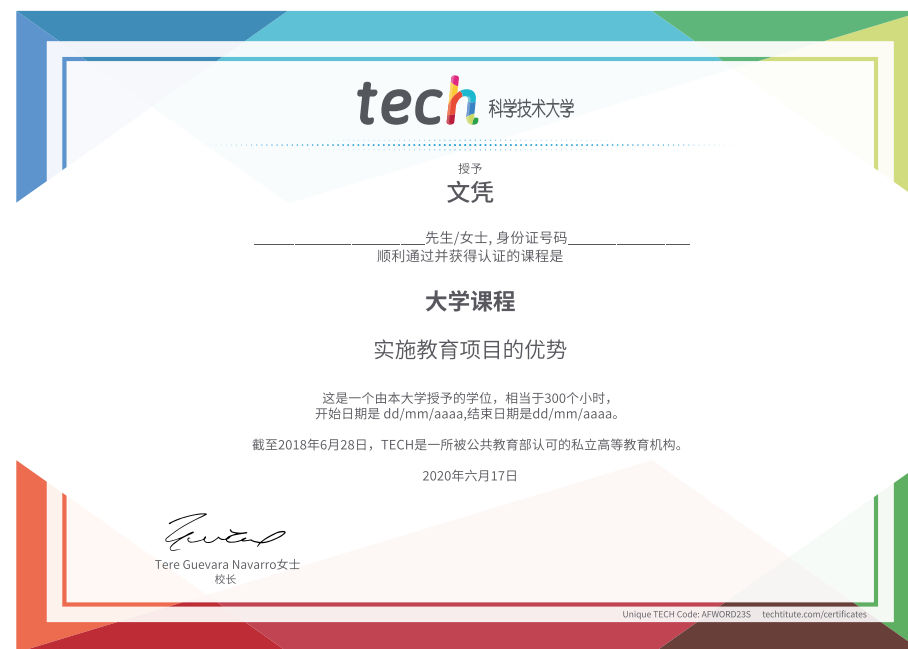 tech 科学技术大学
授予
文凭
________________________先生/女士, 身份证号码_________________
顺利通过并获得认证的课程是
大学课程
实施教育项目的优势
这是一个由本大学授予的学位，相当于300个小时，
开始日期是 dd/mm/aaaa,结束日期是dd/mm/aaaa。
截至2018年6月28日，TECH是一所被公共教育部认可的私立高等教育机构。
2020年六月17日
Tere Guevara Navarro女士
校长
Unique TECH Code: AFWORD23S techtitute.com/certificates